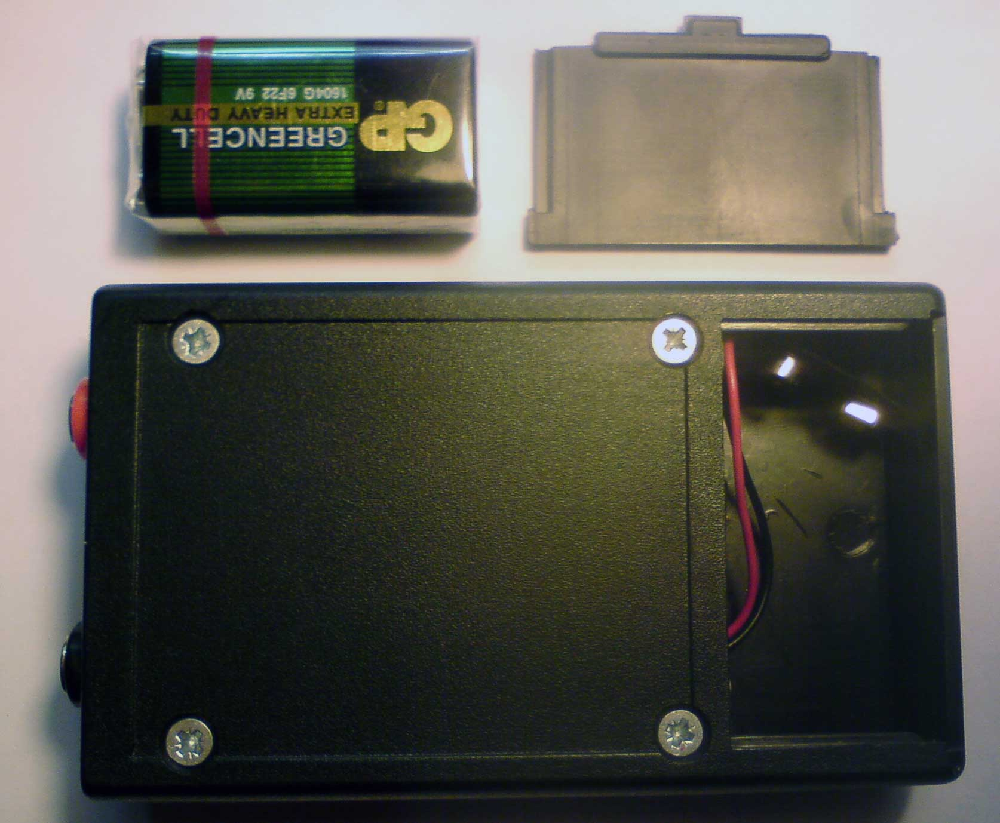 GP
GREENCELL
EXTRA HEAVY DUTY
1604G 6F22 9V